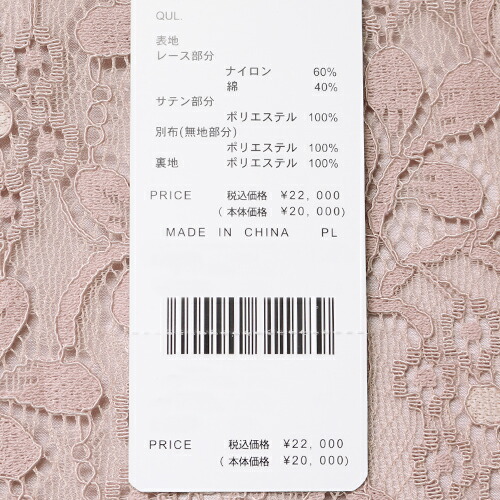 QUL.
表地
レース部分
ナイロン 60%
綿 40%
サテン部分
ポリエステル 100%
別布(無地部分)
ポリエステル 100%
裏地 ポリエステル 100%
PRICE 税込価格 ¥22,000
(本体価格 ¥20,000)
MADE IN CHINA PL
PRICE 税込価格 ¥22,000
(本体価格 ¥20,000)